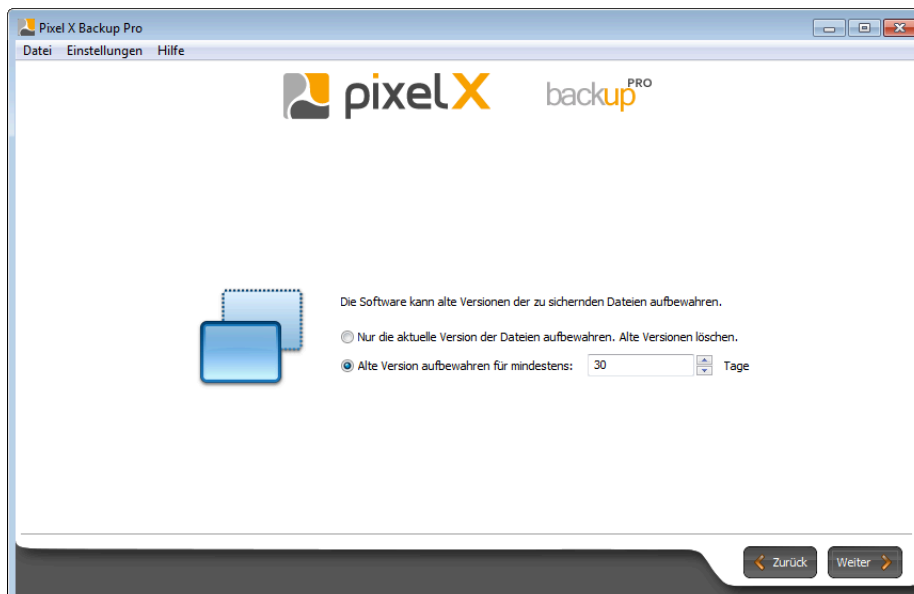 Pixel X Backup Pro
Datei Einstellungen Hilfe
pixelX backup PRO
Die Software kann alte Versionen der zu sichernden Dateien aufbewahren.
Nur die aktuelle Version der Dateien aufbewahren. Alte Versionen löschen.
Alte Version aufbewahren für mindestens: 30 Tage
Zurück Weiter